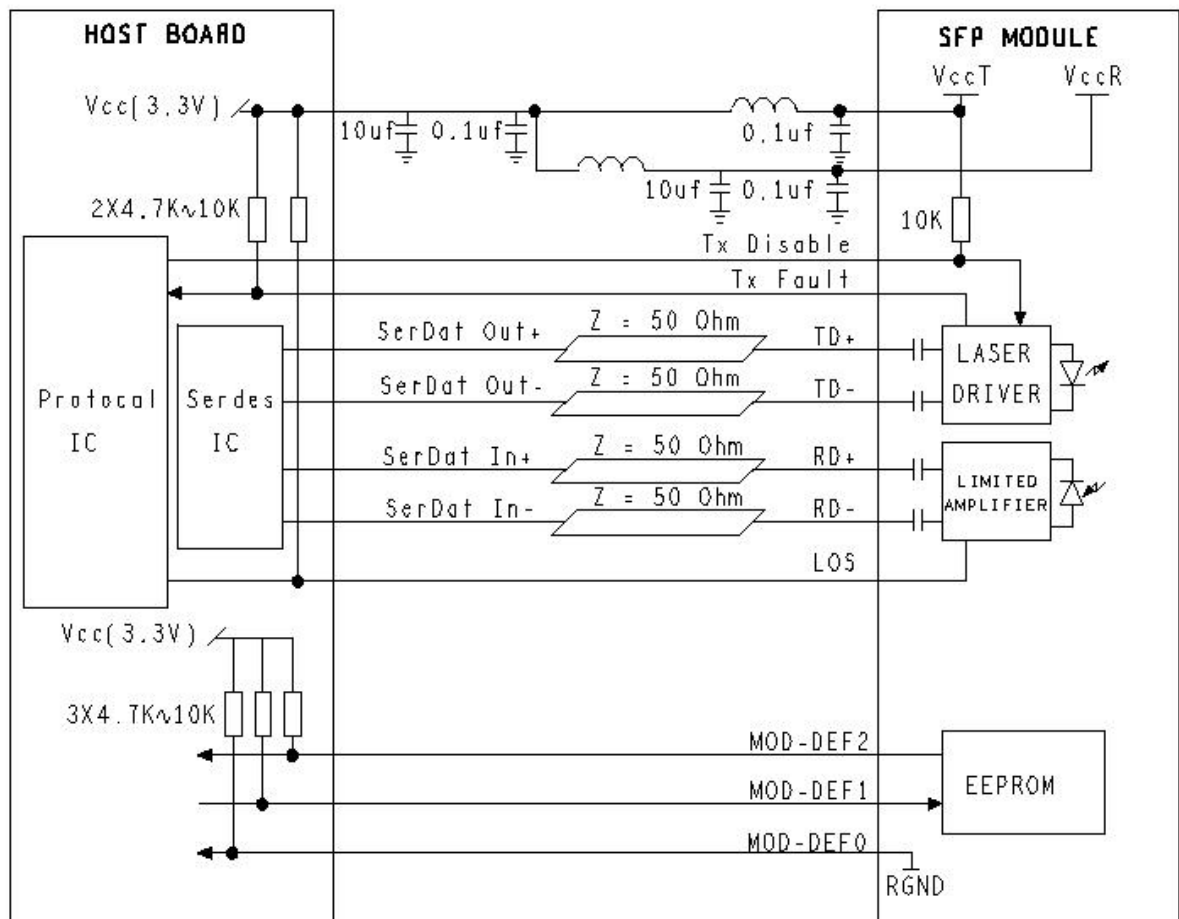 HOST BOARD
SFP MODULE
VccT
VccR
Vcc(3.3V)
10uf
0.1uf
0.1uf
10uf
0.1uf
2X4.7K~10K
10K
Tx Disable
Tx Fault
Z = 50 Ohm
SerDat Out+
TD+
Z = 50 Ohm
SerDat Out-
TD-
LASER
DRIVER
Protocal
IC
Serdes
IC
Z = 50 Ohm
SerDat In+
RD+
Z = 50 Ohm
SerDat In-
RD-
LIMITED
AMPLIFIER
LOS
Vcc(3.3V)
3X4.7K~10K
MOD-DEF2
MOD-DEF1
EEPROM
MOD-DEF0
RGND